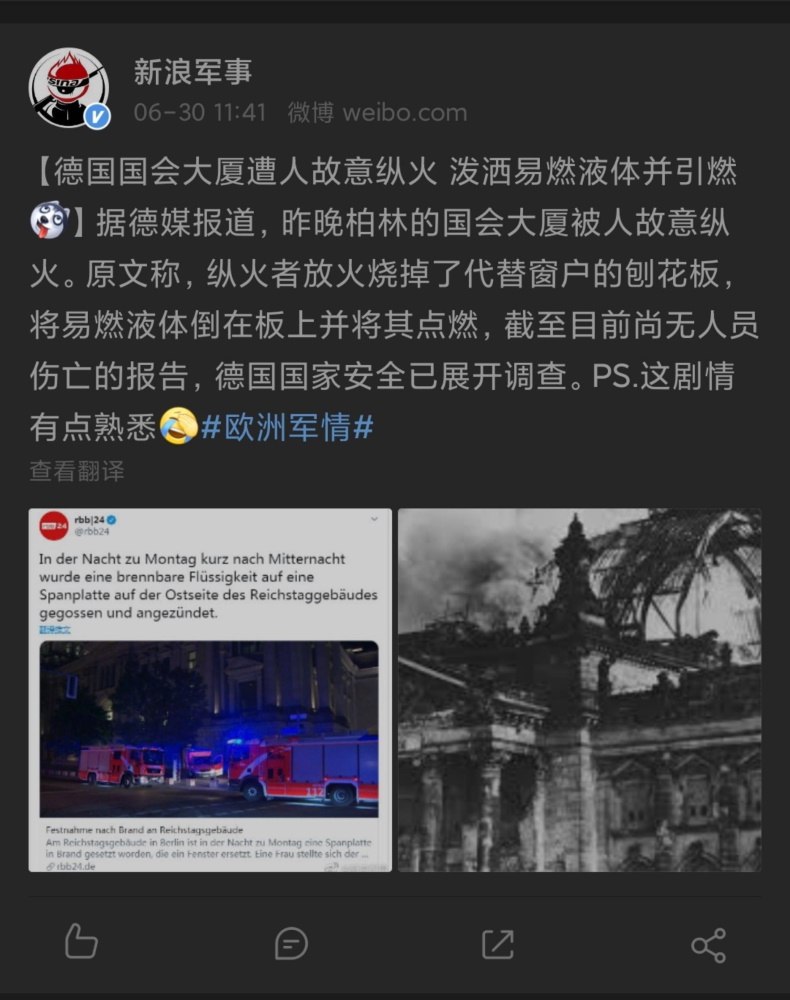 新浪军事
06-30 11:41 微博 weibo.com
【德国国会大厦遭人故意纵火 泼洒易燃液体并引燃
】据德媒报道，昨晚柏林的国会大厦被人故意纵
火。原文称，纵火者放火烧掉了代替窗户的刨花板，
将易燃液体倒在板上并将其点燃，截至目前尚无人员
伤亡的报告，德国国家安全已展开调查。PS.这剧情
有点熟悉🤣#欧洲军情#
查看翻译
rbb|24
@rbb24
In der Nacht zu Montag kurz nach Mitternacht
wurde eine brennbare Flüssigkeit auf eine
Spanplatte auf der Ostseite des Reichstaggebäudes
gegossen und angezündet.
翻译推文
112
Festnahme nach Brand an Reichstagsgebäude
Am Reichstagsgebäude in Berlin ist in der Nacht zu Montag eine Spanplatte
in Brand gesetzt worden, die ein Fenster ersetzt. Eine Frau stellte sich der ...
rbb24.de